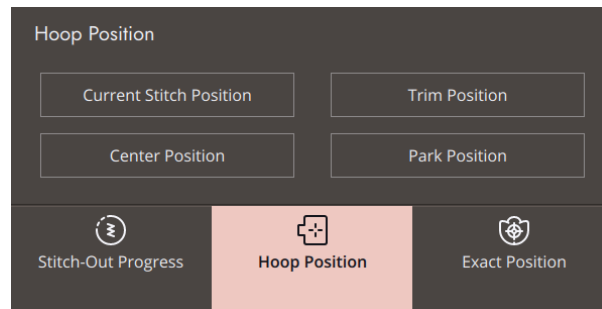 Hoop Position
Current Stitch Position
Trim Position
Center Position
Park Position
Stitch-Out Progress
Hoop Position
Exact Position